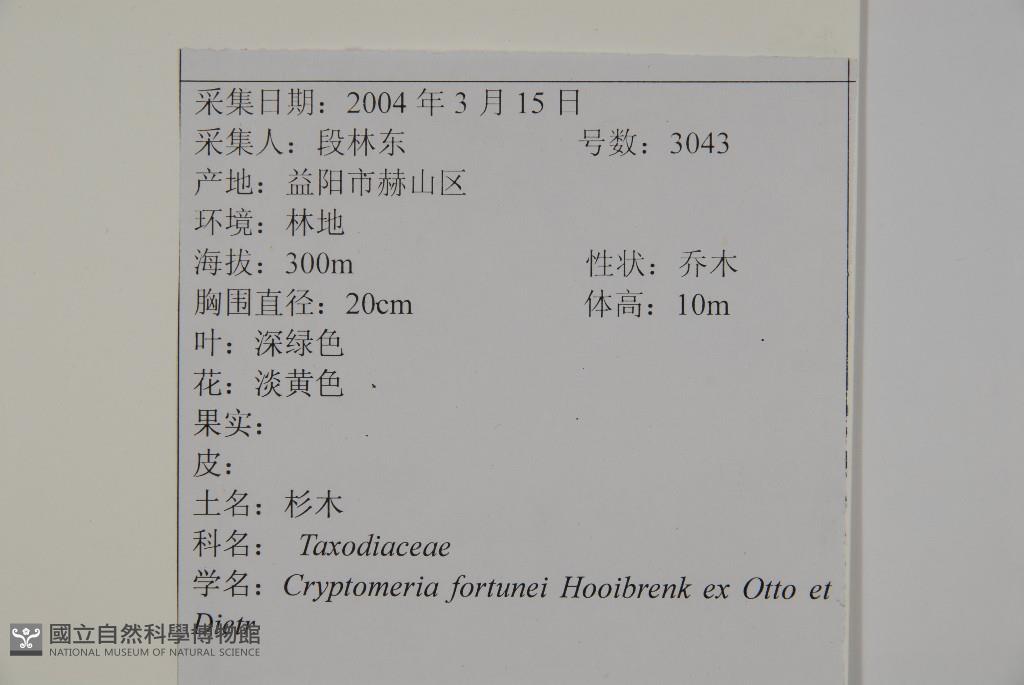 采集日期：2004 年 3 月 15 日
采集人：段林东 号数：3043
产地：益阳市赫山区
环境：林地
海拔：300m 性状：乔木
胸围直径：20cm 体高：10m
叶：深绿色
花：淡黄色
果实：
皮：
土名：杉木
科名： Taxodiaceae
学名：Cryptomeria fortunei Hooibrenk ex Otto et
Dietr
國立自然科學博物館
NATIONAL MUSEUM OF NATURAL SCIENCE